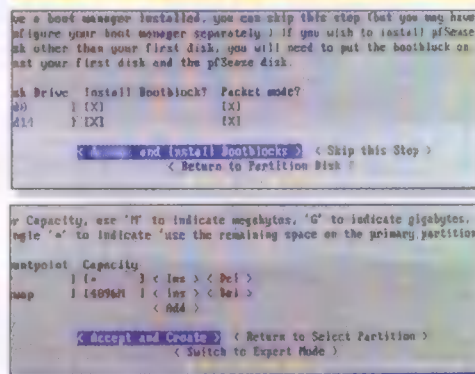 ve a boot manager installed, you can skip this step (but you may have
nfigure your boot manager separately.) If you wish to install pfSense
sk other than your first disk, you will need to put the bootblock on
ast your first disk and the pfSense disk.
sk Drive Install Bootblock? Packet mode?
] [X] [X]
] [X] [X]
< and Install Bootblocks > < Skip this Step >
< Return to Partition Disk >
r Capacity, use 'M' to indicate megabytes, 'G' to indicate gigabytes,
ngle '*' to indicate 'use the remaining space on the primary partition
untpoint Capacity
] [* ] < Ins > < Del >
wap ] [4096M ] < Ins > < Del >
< Add >
< Accept and Create > < Return to Select Partition >
< Switch to Expert Mode >